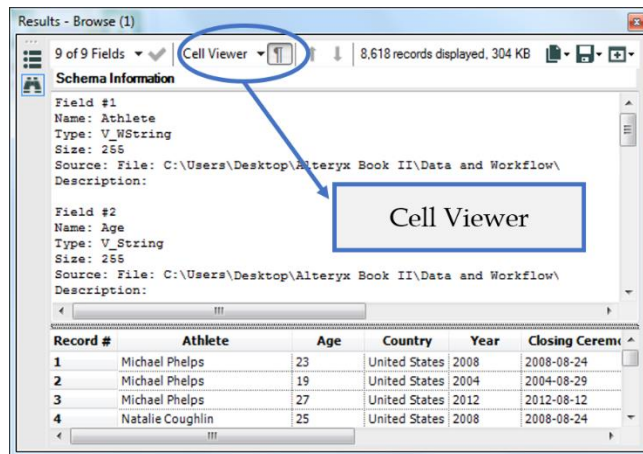 Results - Browse (1)
9 of 9 Fields Cell Viewer ¶ 8,618 records displayed, 304 KB
Schema Information
Field #1
Name: Athlete
Type: V_WString
Size: 255
Source: File: C:\Users\Desktop\Alteryx Book II\Data and Workflow\
Description:
Field #2
Name: Age
Type: V_String
Size: 255
Source: File: C:\Users\Desktop\Alteryx Book II\Data and Workflow\
Description:
Cell Viewer
Record # Athlete Age Country Year Closing Ceremo
1 Michael Phelps 23 United States 2008 2008-08-24
2 Michael Phelps 19 United States 2004 2004-08-29
3 Michael Phelps 27 United States 2012 2012-08-12
4 Natalie Coughlin 25 United States 2008 2008-08-24